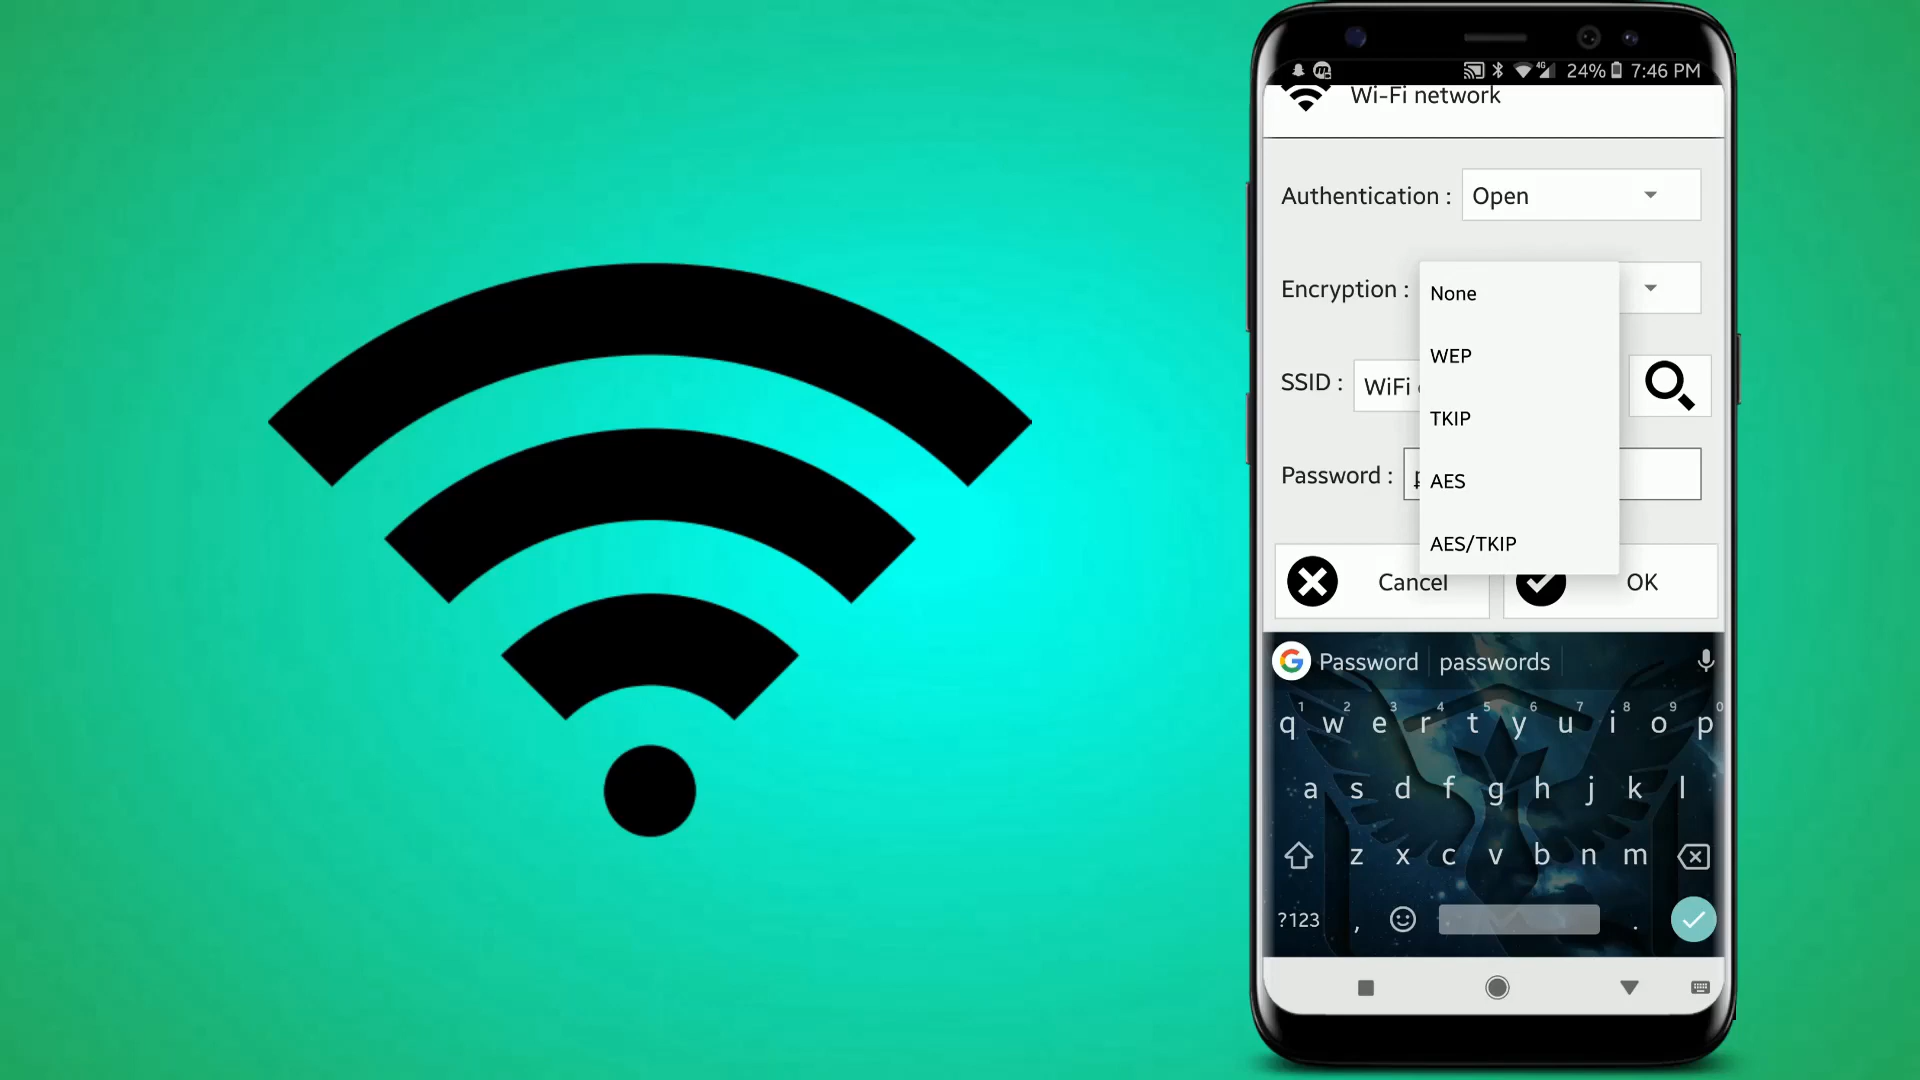 4G 24% 7:46 PM
Wi-Fi network
Authentication : Open
Encryption :
None
WEP
SSID : WiFi
TKIP
Password :
AES
AES/TKIP
Cancel OK
G Password passwords
1 2 3 4 5 6 7 8 9 0
q w e r t y u i o p
a s d f g h j k l
z x c v b n m
?123 , .